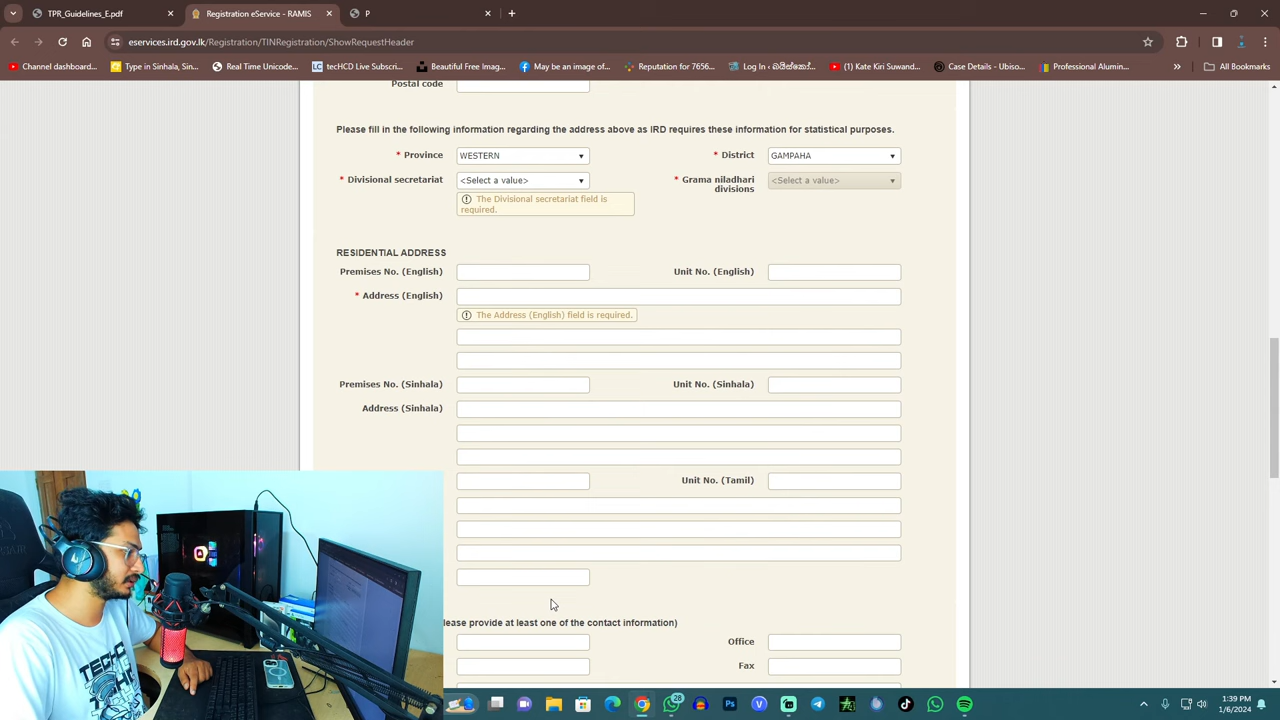 TPR_Guidelines_E.pdf
Registration eService - RAMIS
P
eservices.ird.gov.lk/Registration/TINRegistration/ShowRequestHeader
Channel dashboard...
Type in Sinhala, Sin...
Real Time Unicode...
techCD Live Subscri...
Beautiful Free Imag...
May be an image of...
Reputation for 7656...
Log In ‹
(1) Kate Kiri Suwand...
Case Details - Ubiso...
Professional Alumin...
All Bookmarks
Postal code
Please fill in the following information regarding the address above as IRD requires these information for statistical purposes.
* Province WESTERN
* District GAMPAHA
* Divisional secretariat <Select a value>
* Grama niladhari divisions <Select a value>
The Divisional secretariat field is
required.
RESIDENTIAL ADDRESS
Premises No. (English)
Unit No. (English)
* Address (English)
The Address (English) field is required.
Premises No. (Sinhala)
Unit No. (Sinhala)
Address (Sinhala)
Unit No. (Tamil)
lease provide at least one of the contact information)
Office
Fax
1:39 PM
1/6/2024